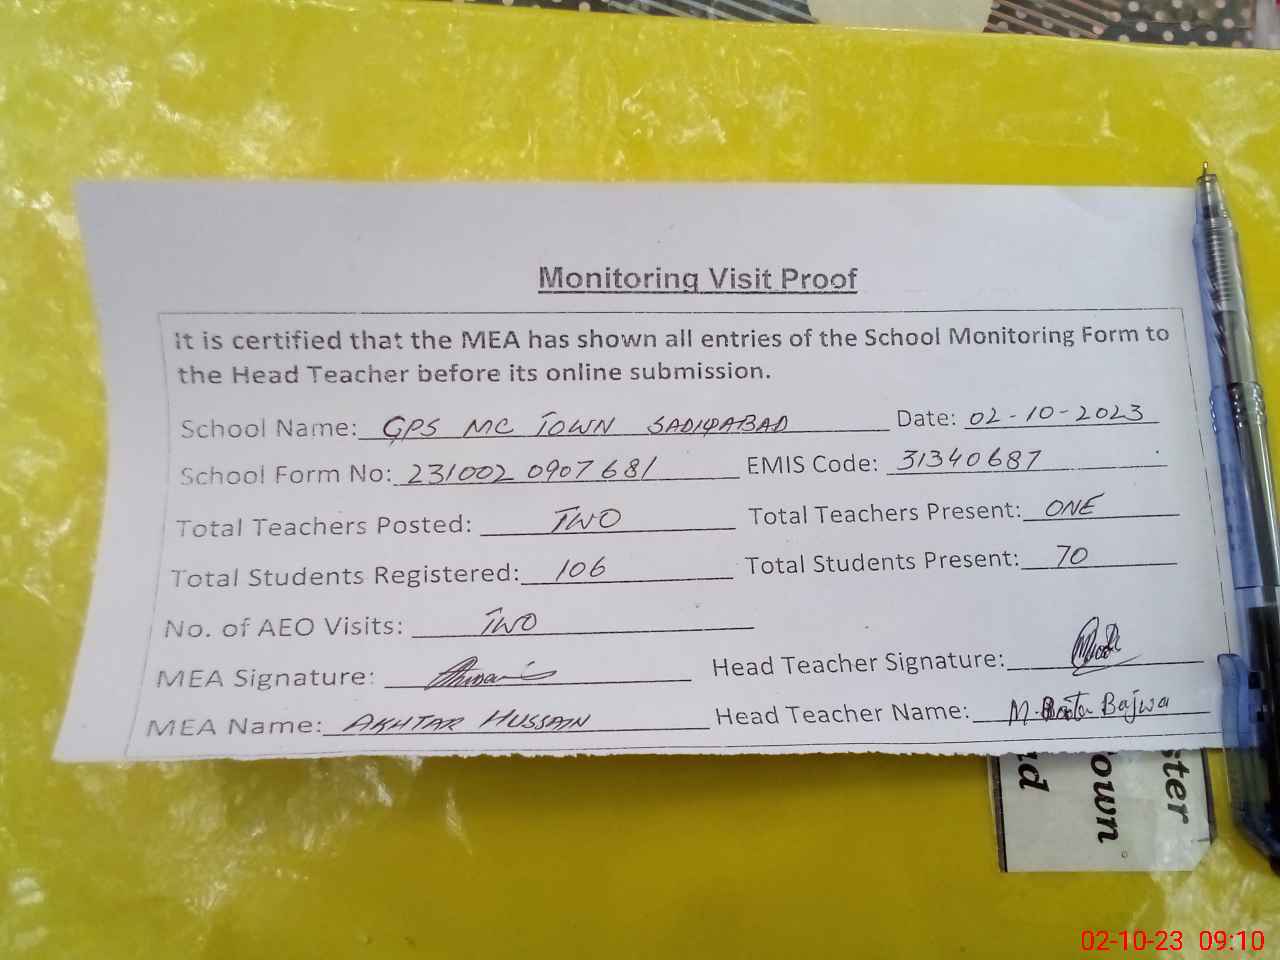 Monitoring Visit Proof
It is certified that the MEA has shown all entries of the School Monitoring Form to
the Head Teacher before its online submission.
School Name: GPS MC TOWN SADIQABAD Date: 02-10-2023
School Form No: 231002 0907681 EMIS Code: 31340687
Total Teachers Posted: TWO Total Teachers Present: ONE
Total Students Registered: 106 Total Students Present: 70
No. of AEO Visits: TWO
MEA Signature: Head Teacher Signature:
MEA Name: AKHTAR HUSSAIN Head Teacher Name: M. Bajwa
ster
own
d
02-10-23 09:10